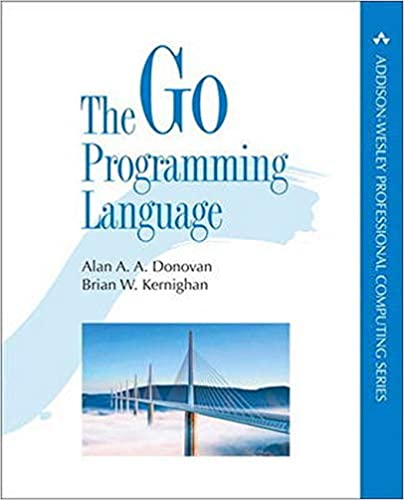 The Go
Programming
Language
Alan A. A. Donovan
Brian W. Kernighan
ADDISON-WESLEY PROFESSIONAL COMPUTING SERIES